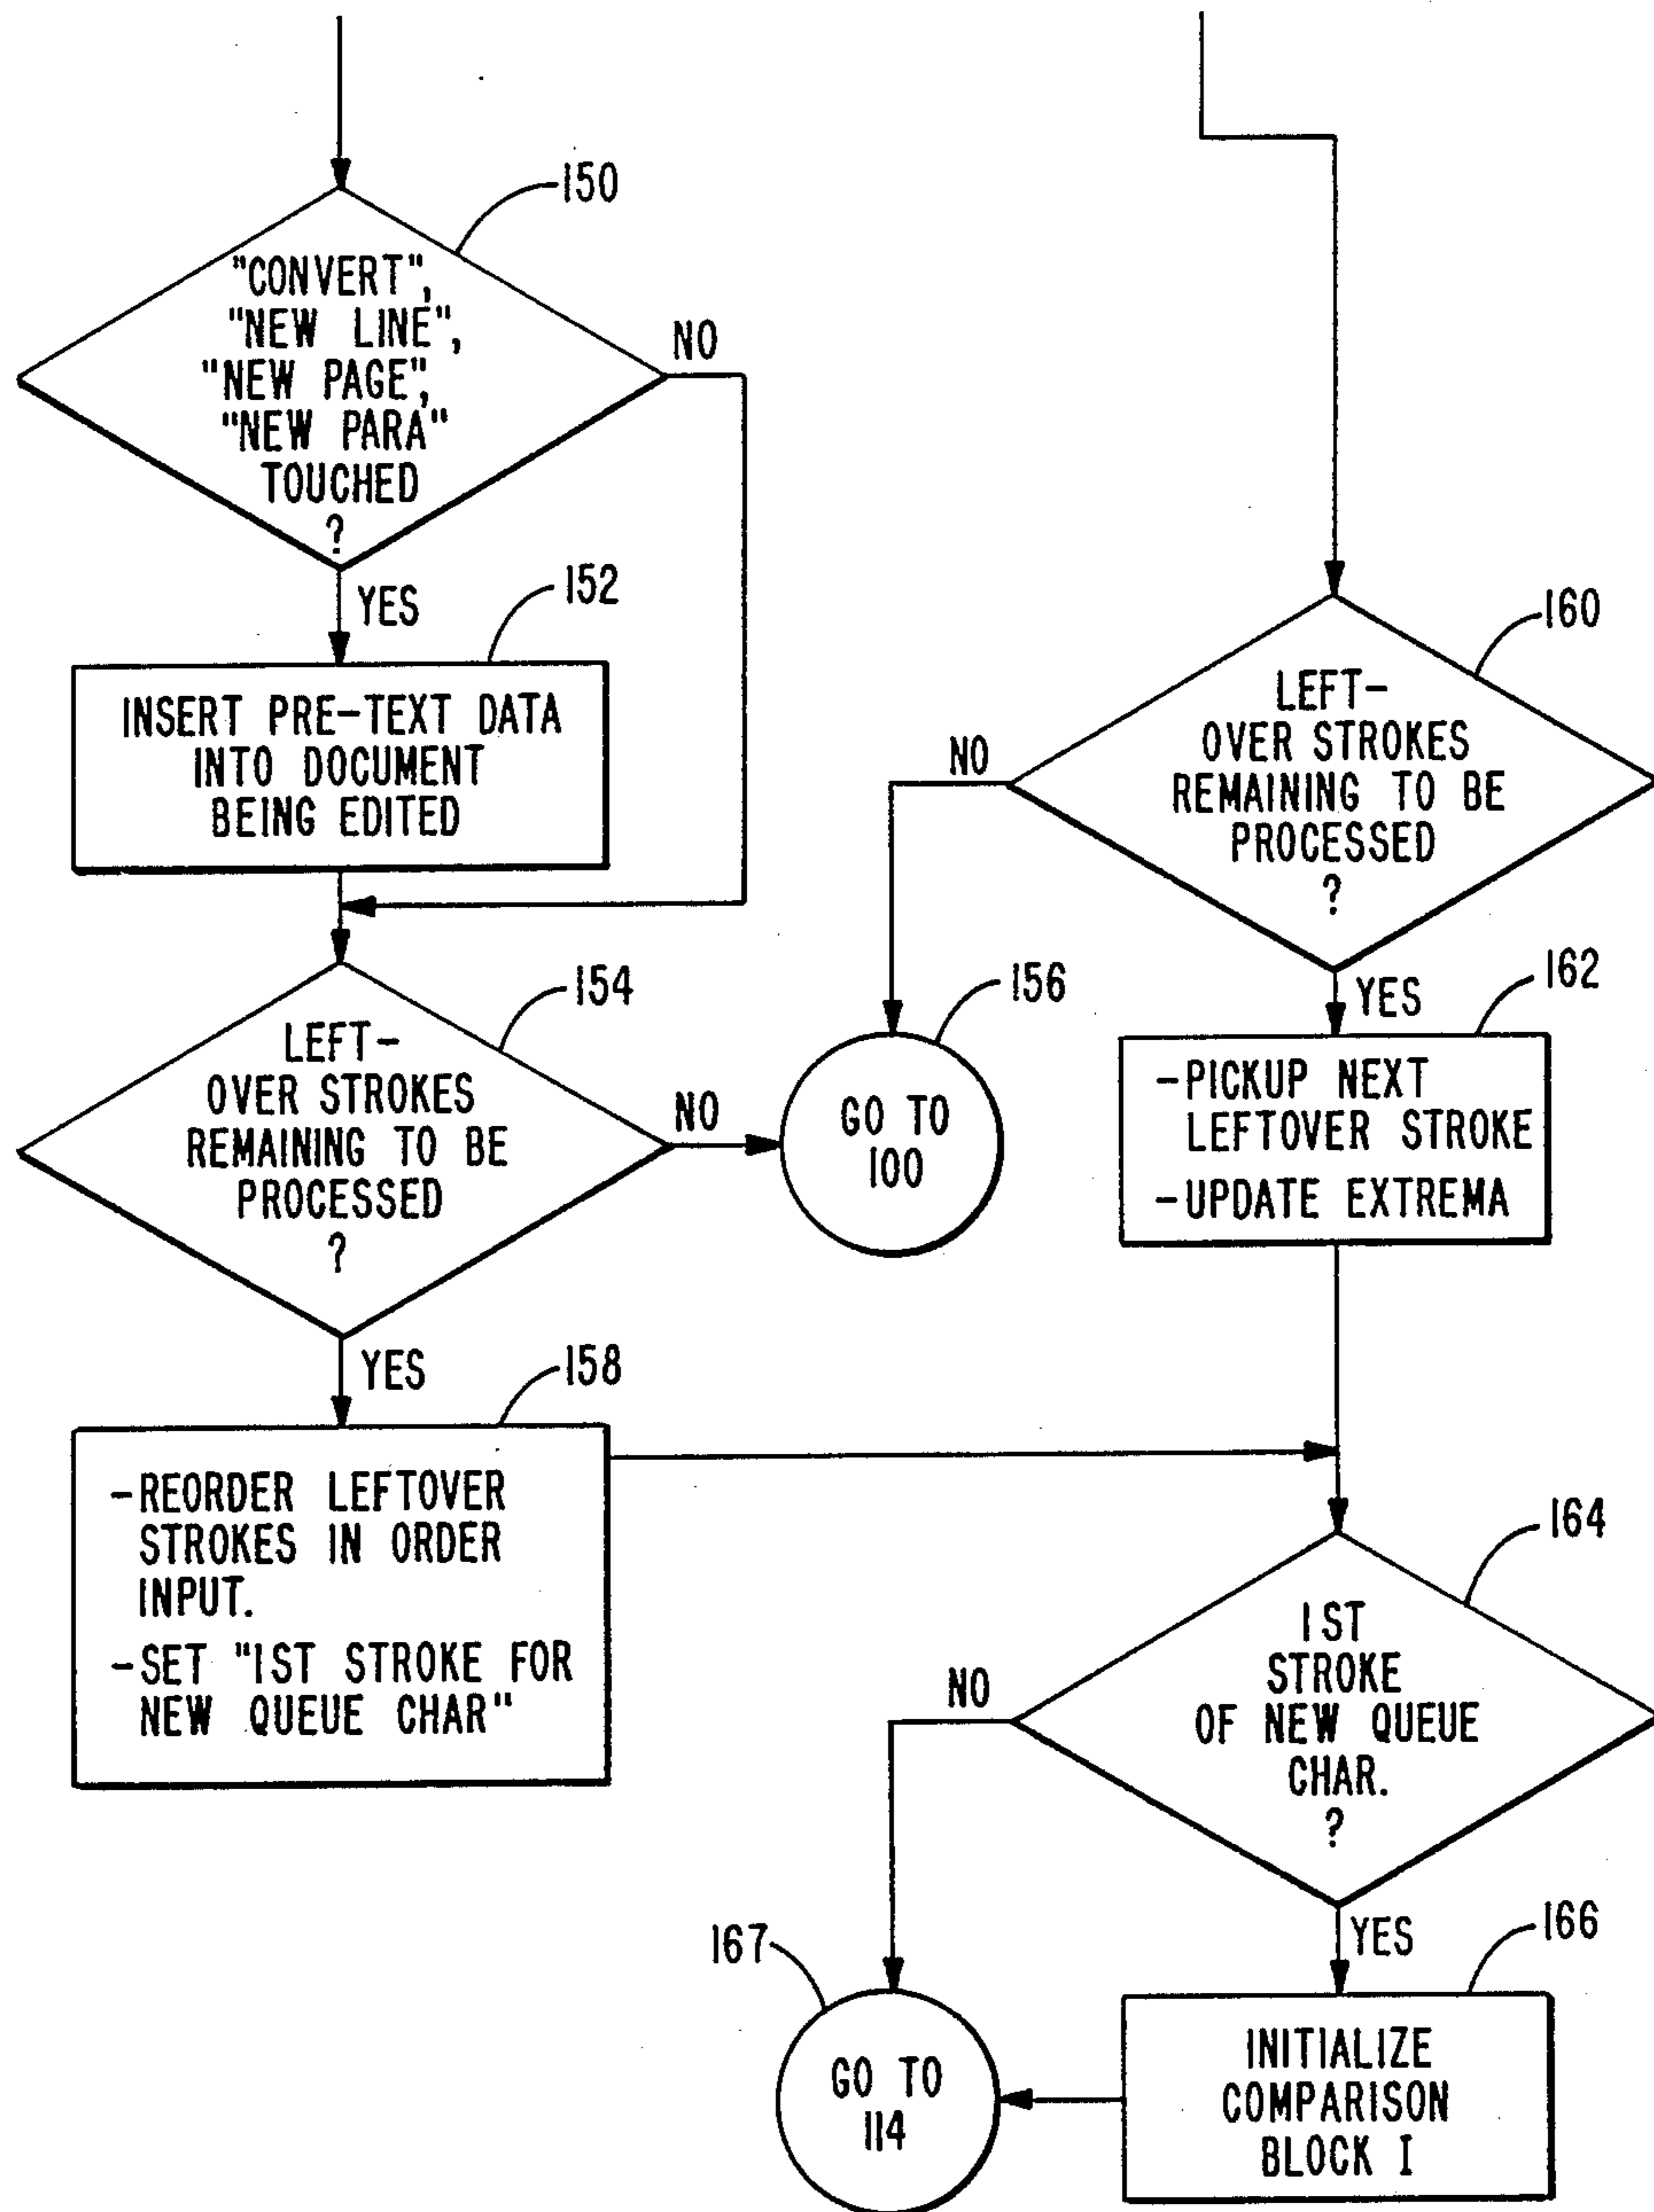 150
"CONVERT",
"NEW LINE",
"NEW PAGE",
"NEW PARA"
TOUCHED
?
NO
YES
152
INSERT PRE-TEXT DATA
INTO DOCUMENT
BEING EDITED
154
LEFT-
OVER STROKES
REMAINING TO BE
PROCESSED
?
NO
156
GO TO
100
YES
158
-REORDER LEFTOVER
STROKES IN ORDER
INPUT.
-SET "1ST STROKE FOR
NEW QUEUE CHAR"
160
LEFT-
OVER STROKES
REMAINING TO BE
PROCESSED
?
NO
YES
162
-PICKUP NEXT
LEFTOVER STROKE
-UPDATE EXTREMA
164
1ST
STROKE
OF NEW QUEUE
CHAR.
?
NO
YES
166
INITIALIZE
COMPARISON
BLOCK I
167
GO TO
114